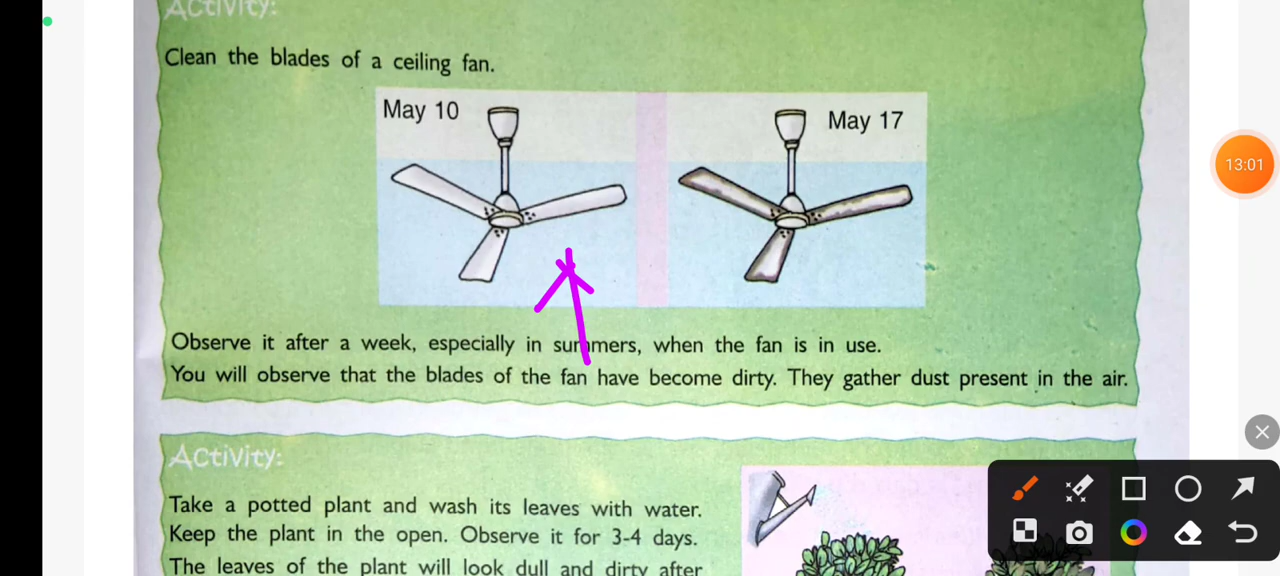 Activity:
Clean the blades of a ceiling fan.
May 10
May 17
13:01
Observe it after a week, especially in summers, when the fan is in use.
You will observe that the blades of the fan have become dirty. They gather dust present in the air.
Activity:
Take a potted plant and wash its leaves with water.
Keep the plant in the open. Observe it for 3-4 days.
The leaves of the plant will look dull and dirty after